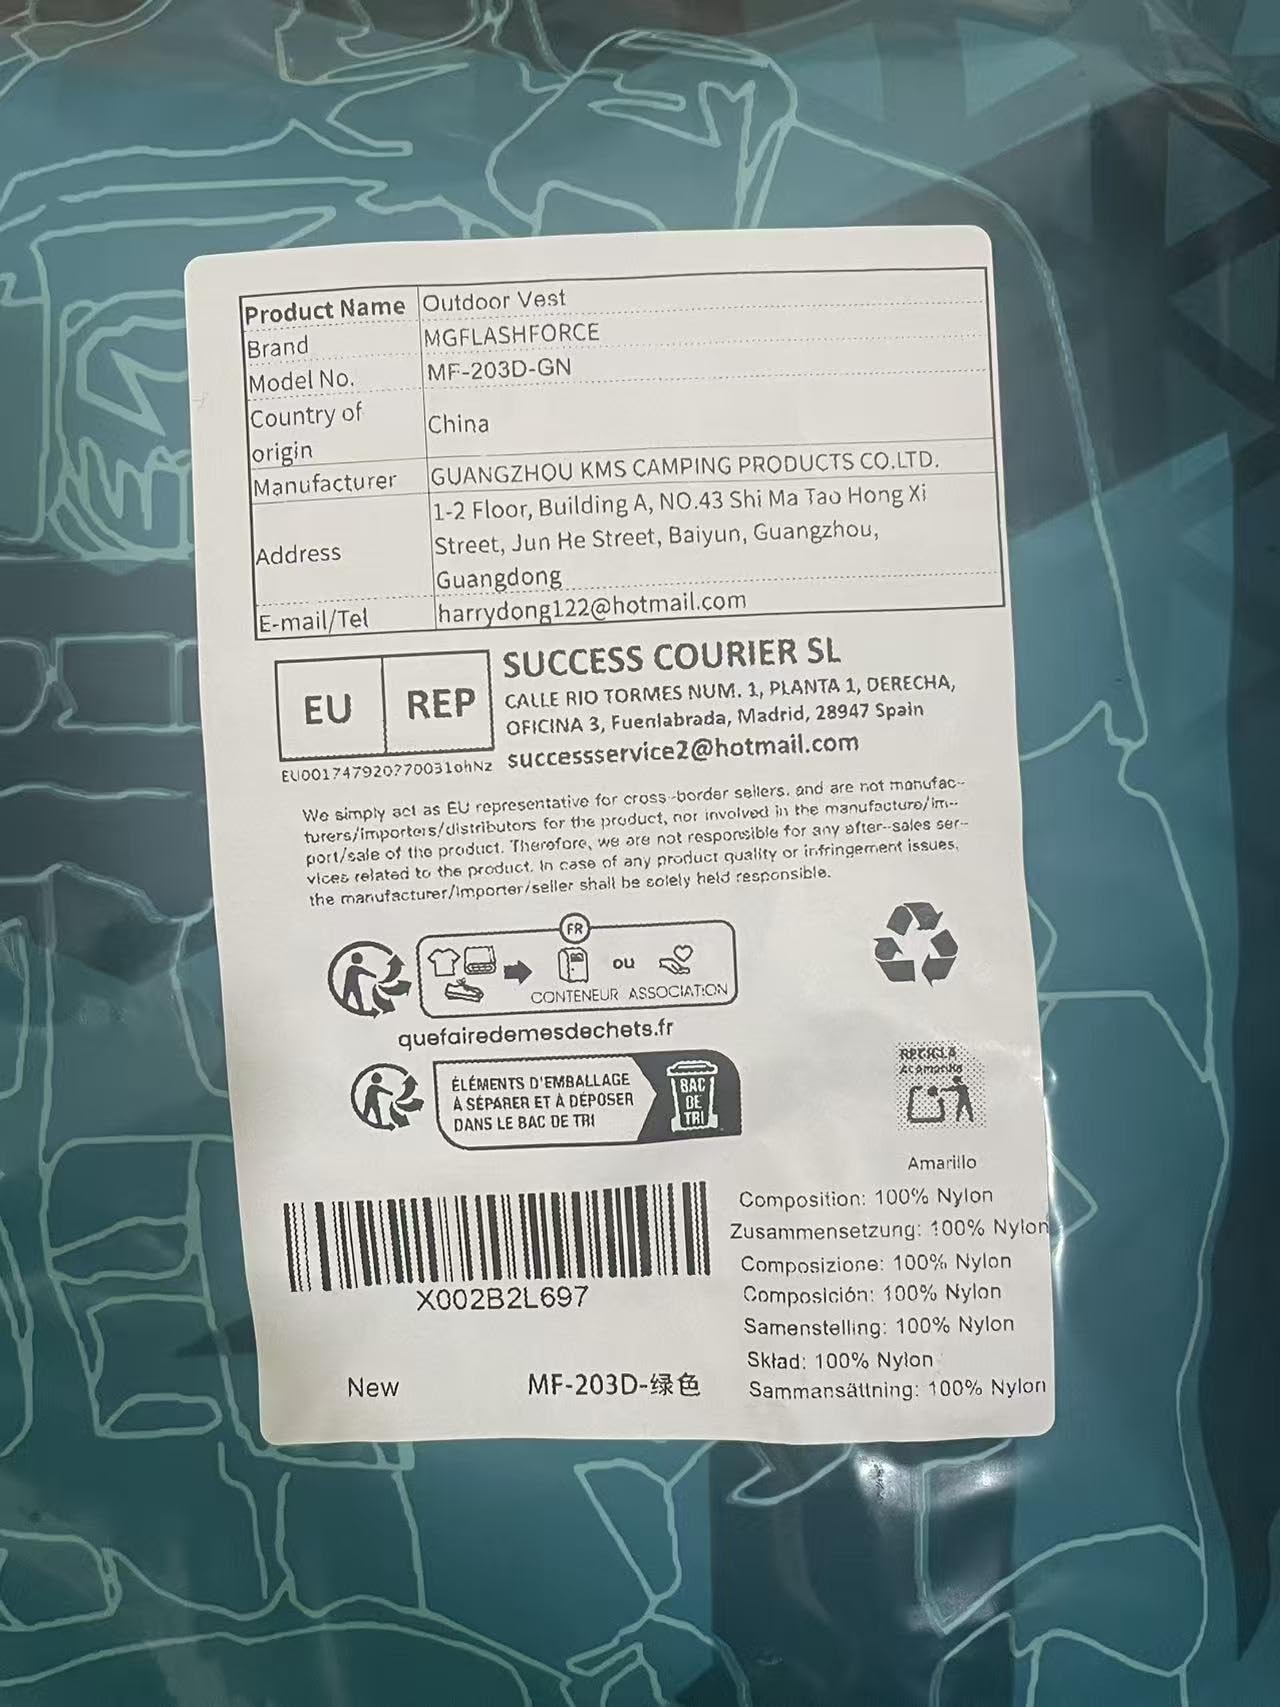 Product Name Outdoor Vest
Brand MGFLASHFORCE
Model No. MF-203D-GN
Country of origin China
Manufacturer GUANGZHOU KMS CAMPING PRODUCTS CO.LTD.
Address 1-2 Floor, Building A, NO.43 Shi Ma Tao Hong Xi
Street, Jun He Street, Baiyun, Guangzhou,
Guangdong
E-mail/Tel harrydong122@hotmail.com
EU REP
EU001747920770031ohNz
SUCCESS COURIER SL
CALLE RIO TORMES NUM. 1, PLANTA 1, DERECHA,
OFICINA 3, Fuenlabrada, Madrid, 28947 Spain
successservice2@hotmail.com
We simply act as EU representative for cross-border sellers, and are not manufac-
turers/importers/distributors for the product, nor involved in the manufacture/im-
port/sale of the product. Therefore, we are not responsible for any after-sales ser-
vices related to the product. In case of any product quality or infringement issues,
the manufacturer/importer/seller shall be solely held responsible.
FR
OU
CONTENEUR ASSOCIATION
quefairedemesdechets.fr
ÉLÉMENTS D'EMBALLAGE
À SÉPARER ET À DÉPOSER
DANS LE BAC DE TRI
BAC
DE
TRI
RECICLA
AL Amarillo
Amarillo
Composition: 100% Nylon
Zusammensetzung: 100% Nylon
Composizione: 100% Nylon
Composición: 100% Nylon
Samenstelling: 100% Nylon
Skład: 100% Nylon
Sammansättning: 100% Nylon
X002B2L697
New MF-203D-绿色